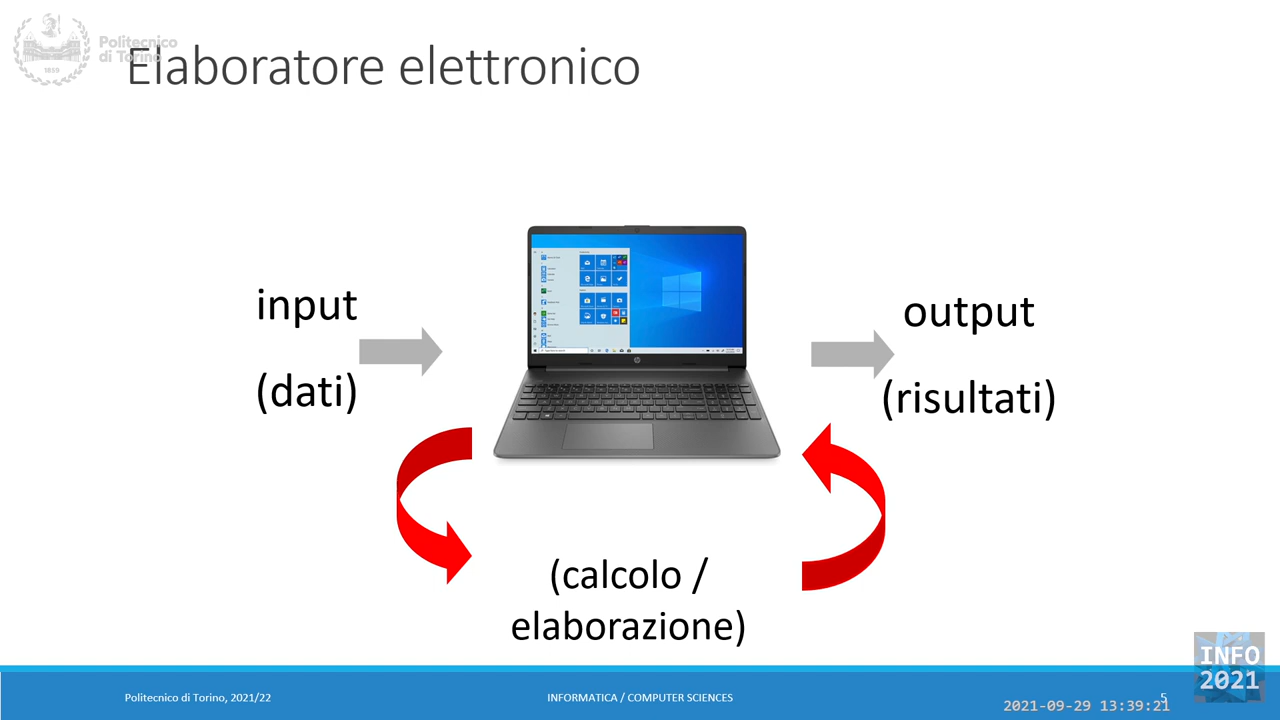 Politecnico
di Torino
1859
Elaboratore elettronico
input
(dati)
output
(risultati)
(calcolo /
elaborazione)
Politecnico di Torino, 2021/22
INFORMATICA / COMPUTER SCIENCES
5
INFO
2021
2021-09-29 13:39:21